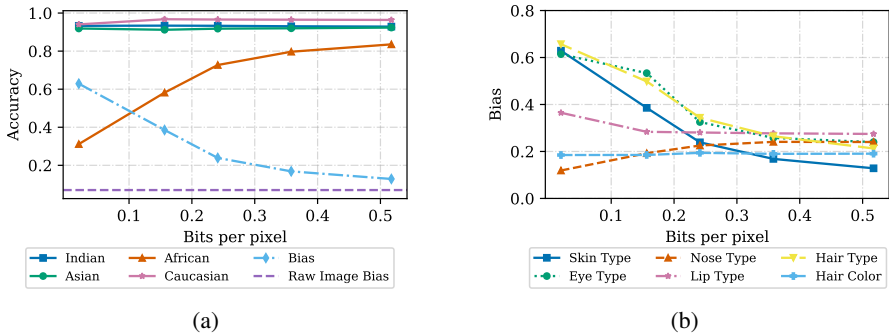 1.0
0.8
0.6
0.4
0.2
Accuracy
0.1 0.2 0.3 0.4 0.5
Bits per pixel
Indian African Bias
Asian Caucasian Raw Image Bias
(a)
0.8
0.6
0.4
0.2
0.0
Bias
0.1 0.2 0.3 0.4 0.5
Bits per pixel
Skin Type Nose Type Hair Type
Eye Type Lip Type Hair Color
(b)